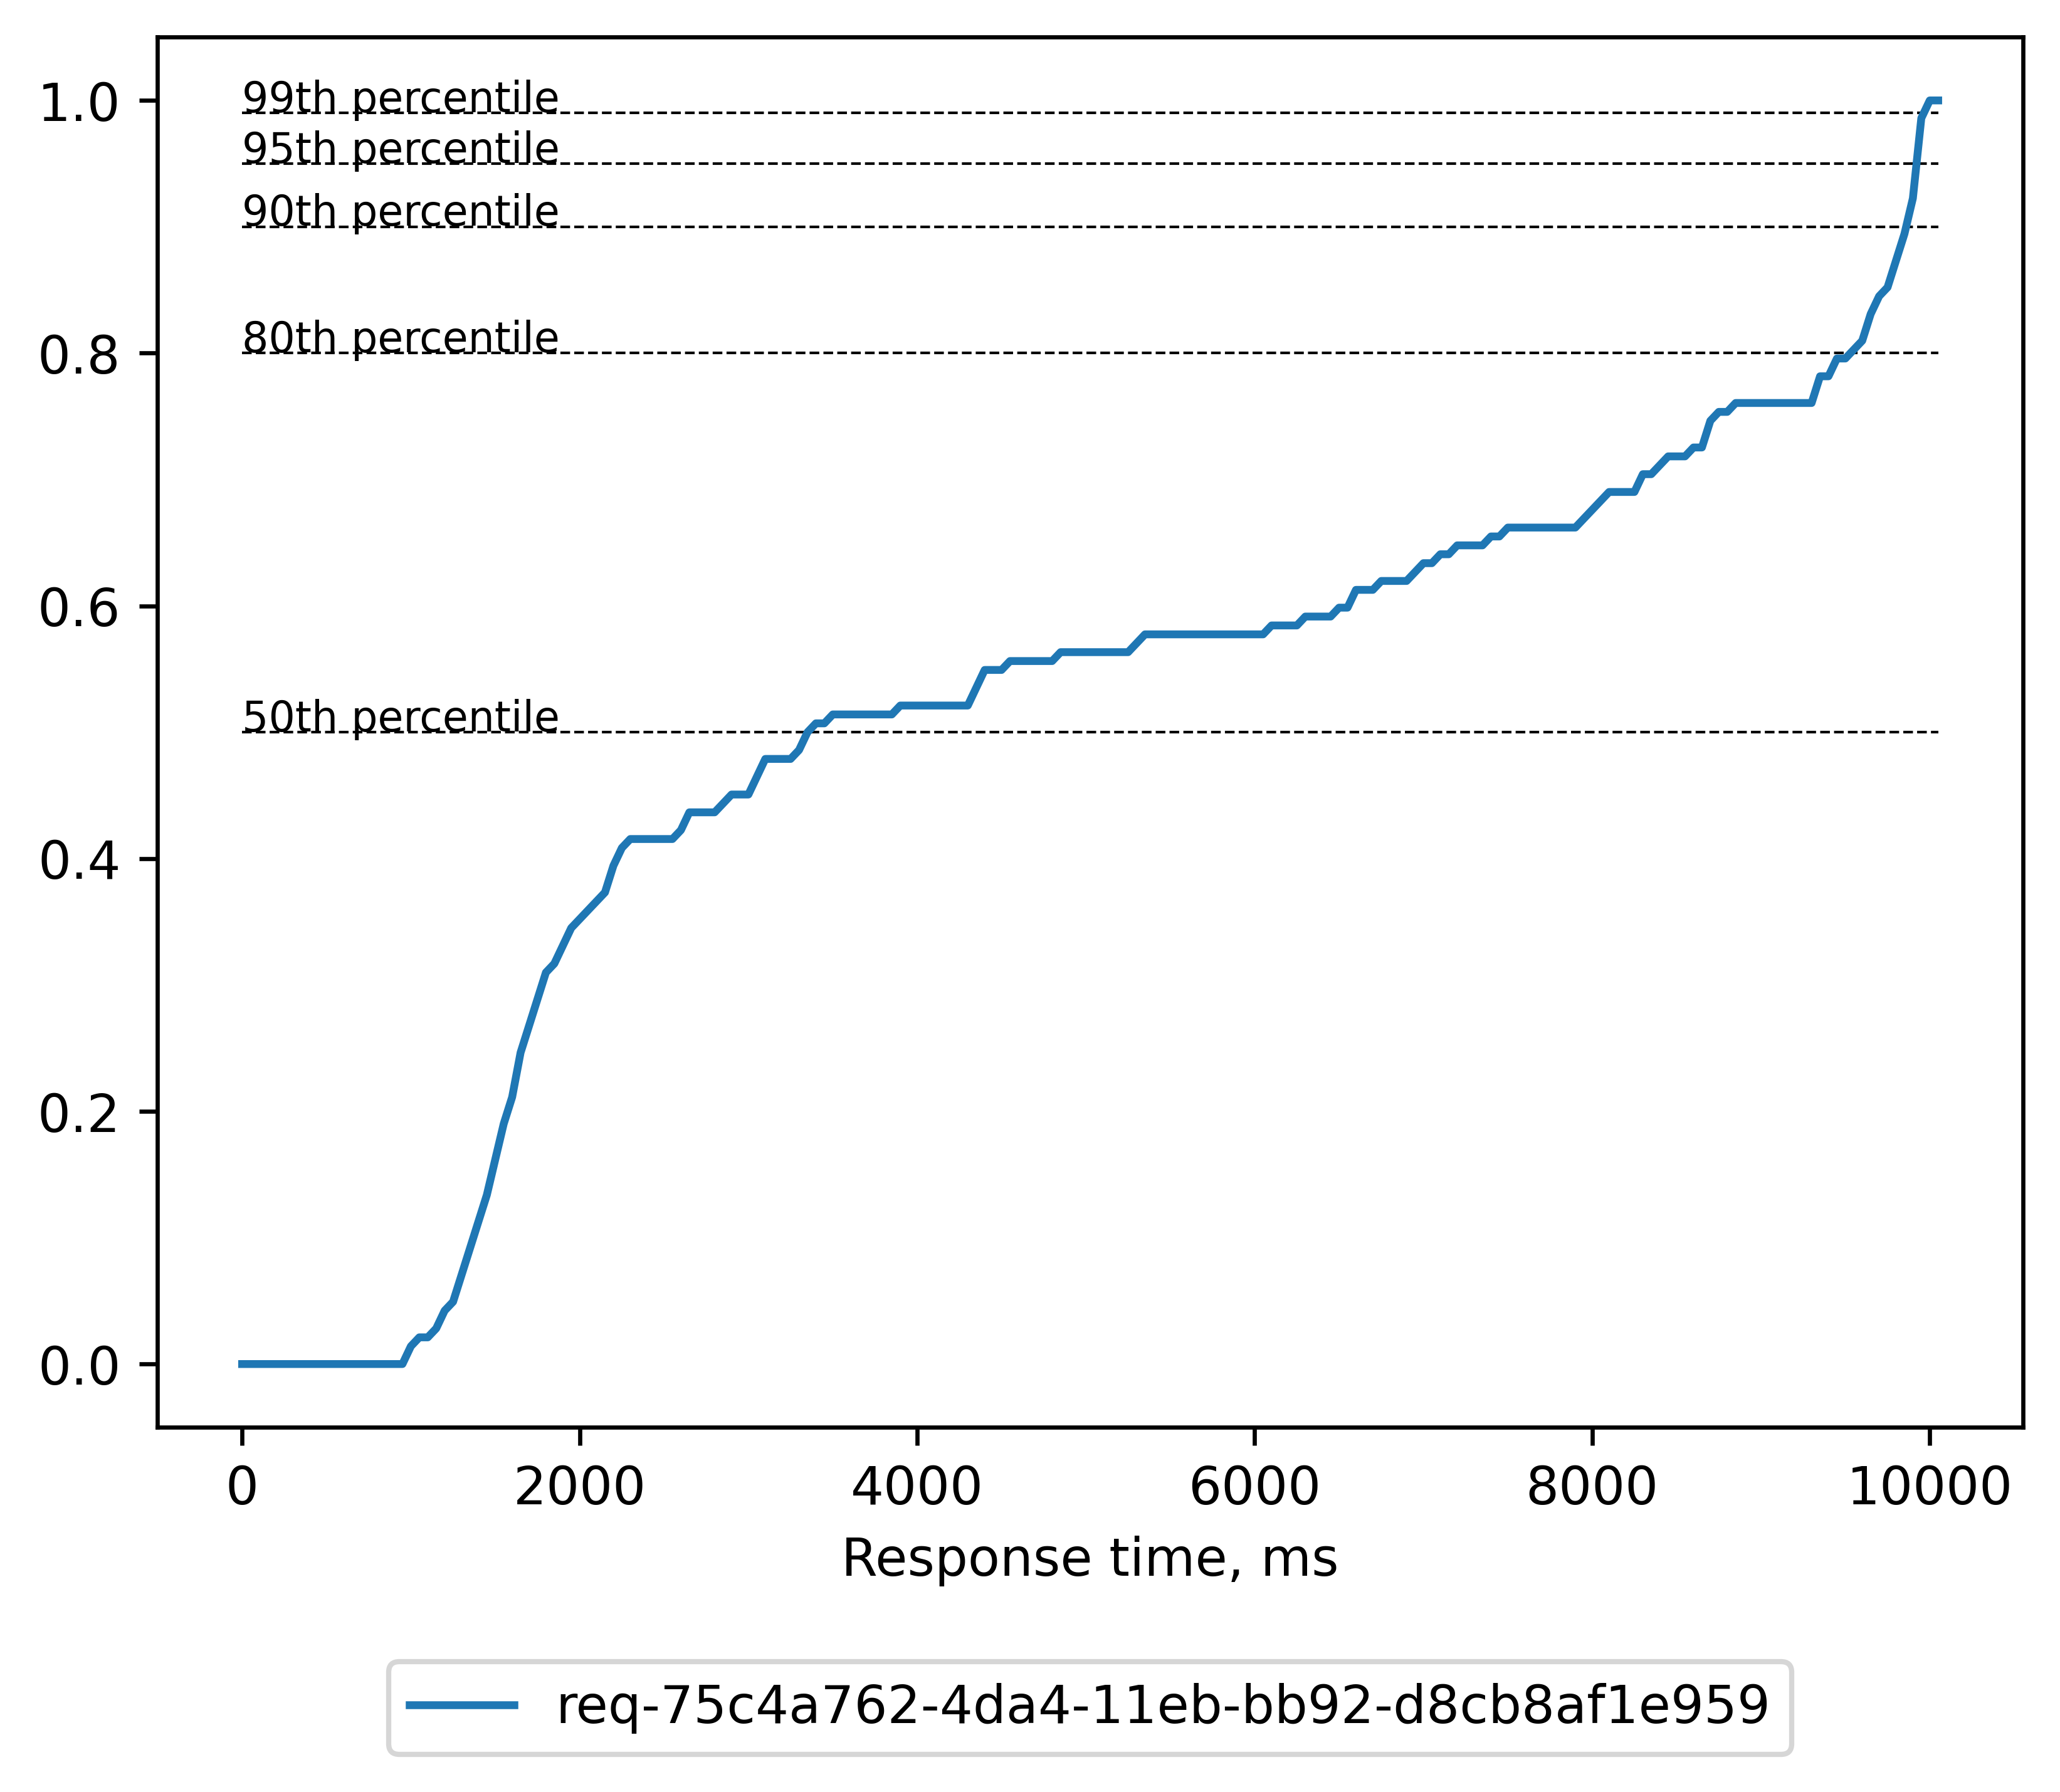 1.0
99th percentile
95th percentile
90th percentile
0.8
80th percentile
0.6
50th percentile
0.4
0.2
0.0
0 2000 4000 6000 8000 10000
Response time, ms
req-75c4a762-4da4-11eb-bb92-d8cb8af1e959